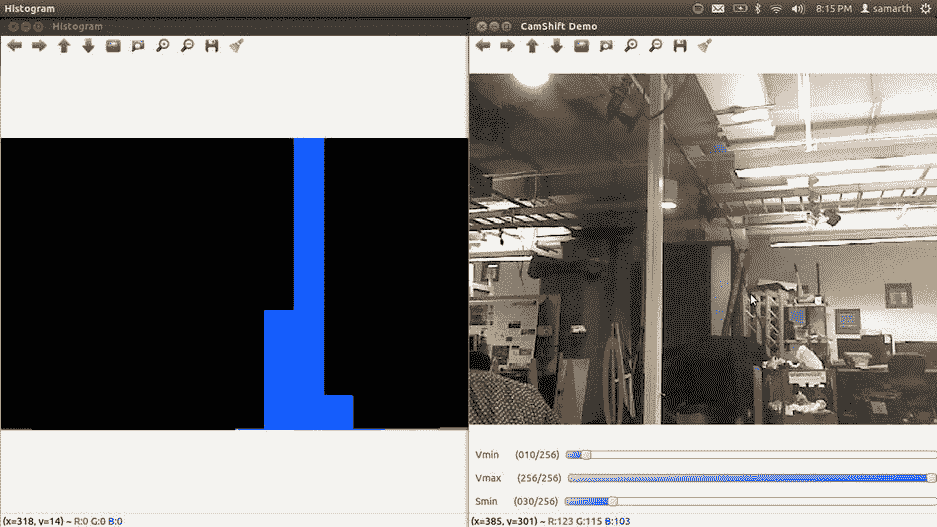 Histogram
8:15 PM
samarth
Histogram
CamShift Demo
Vmin (010/256)
Vmax (256/256)
Smin (030/256)
(x=318, y=14) ~ R:0 G:0 B:0
(x=385, y=301) ~ R:123 G:115 B:103